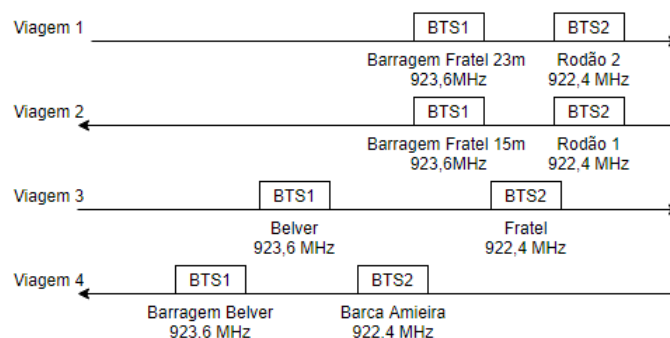 Viagem 1
BTS1 BTS2
Barragem Fratel 23m Rodão 2
923,6MHz 922,4 MHz
Viagem 2
BTS1 BTS2
Barragem Fratel 15m Rodão 1
923,6MHz 922,4 MHz
Viagem 3
BTS1 BTS2
Belver Fratel
923,6 MHz 922,4 MHz
Viagem 4
BTS1 BTS2
Barragem Belver Barca Amieira
923.6 MHz 922.4 MHz